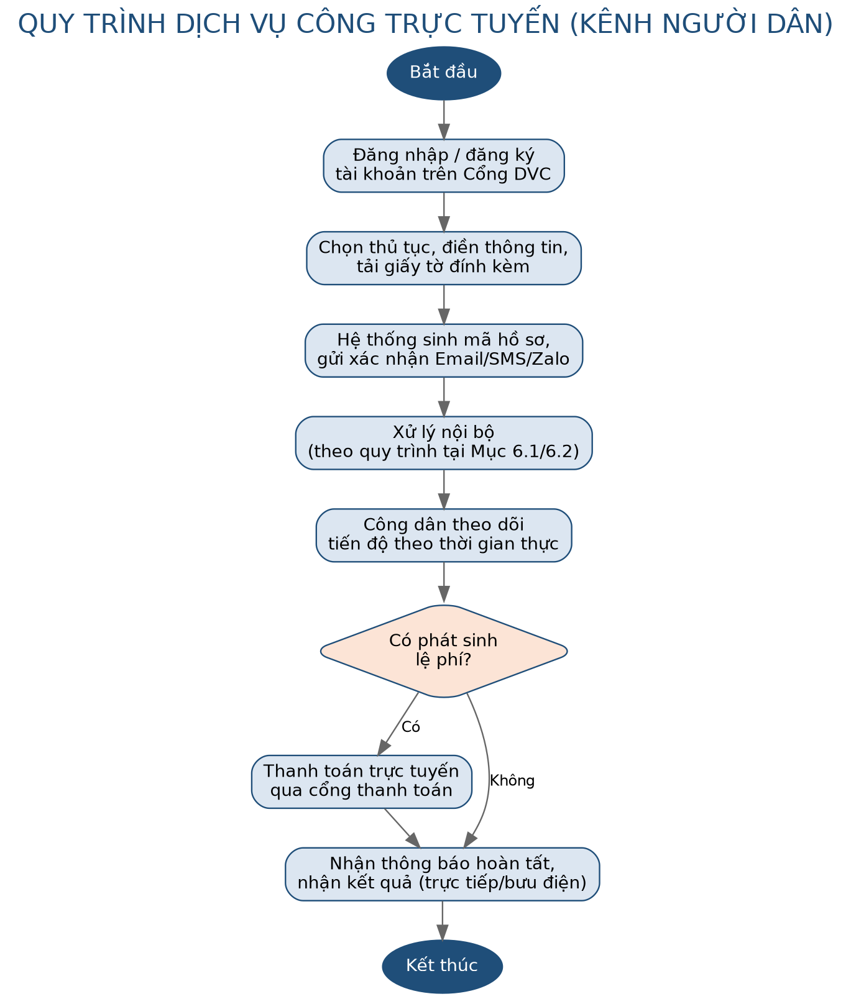 QUY TRÌNH DỊCH VỤ CÔNG TRỰC TUYẾN (KÊNH NGƯỜI DÂN)
Bắt đầu
Đăng nhập / đăng ký
tài khoản trên Cổng DVC
Chọn thủ tục, điền thông tin,
tải giấy tờ đính kèm
Hệ thống sinh mã hồ sơ,
gửi xác nhận Email/SMS/Zalo
Xử lý nội bộ
(theo quy trình tại Mục 6.1/6.2)
Công dân theo dõi
tiến độ theo thời gian thực
Có phát sinh
lệ phí?
Có
Thanh toán trực tuyến
qua cổng thanh toán
Không
Nhận thông báo hoàn tất,
nhận kết quả (trực tiếp/bưu điện)
Kết thúc